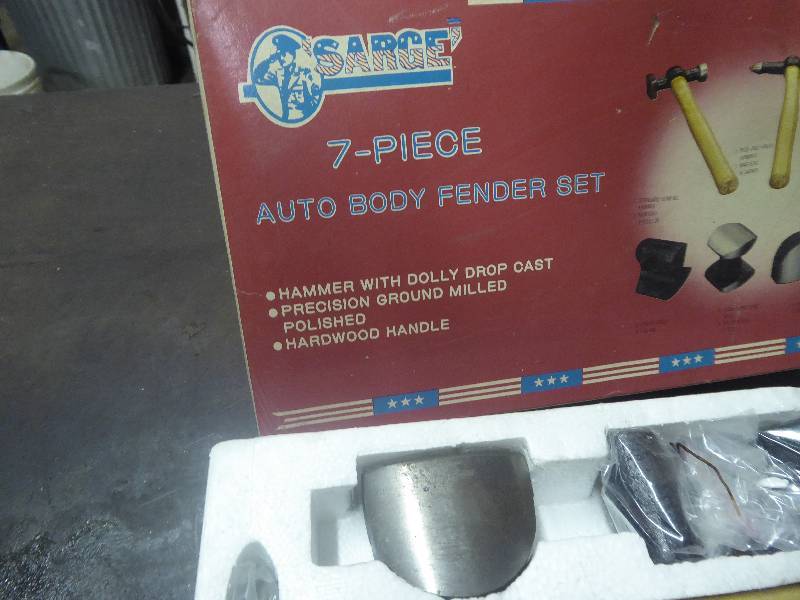 "SARGE"
7-PIECE
AUTO BODY FENDER SET
●HAMMER WITH DOLLY DROP CAST
●PRECISION GROUND MILLED
POLISHED
●HARDWOOD HANDLE